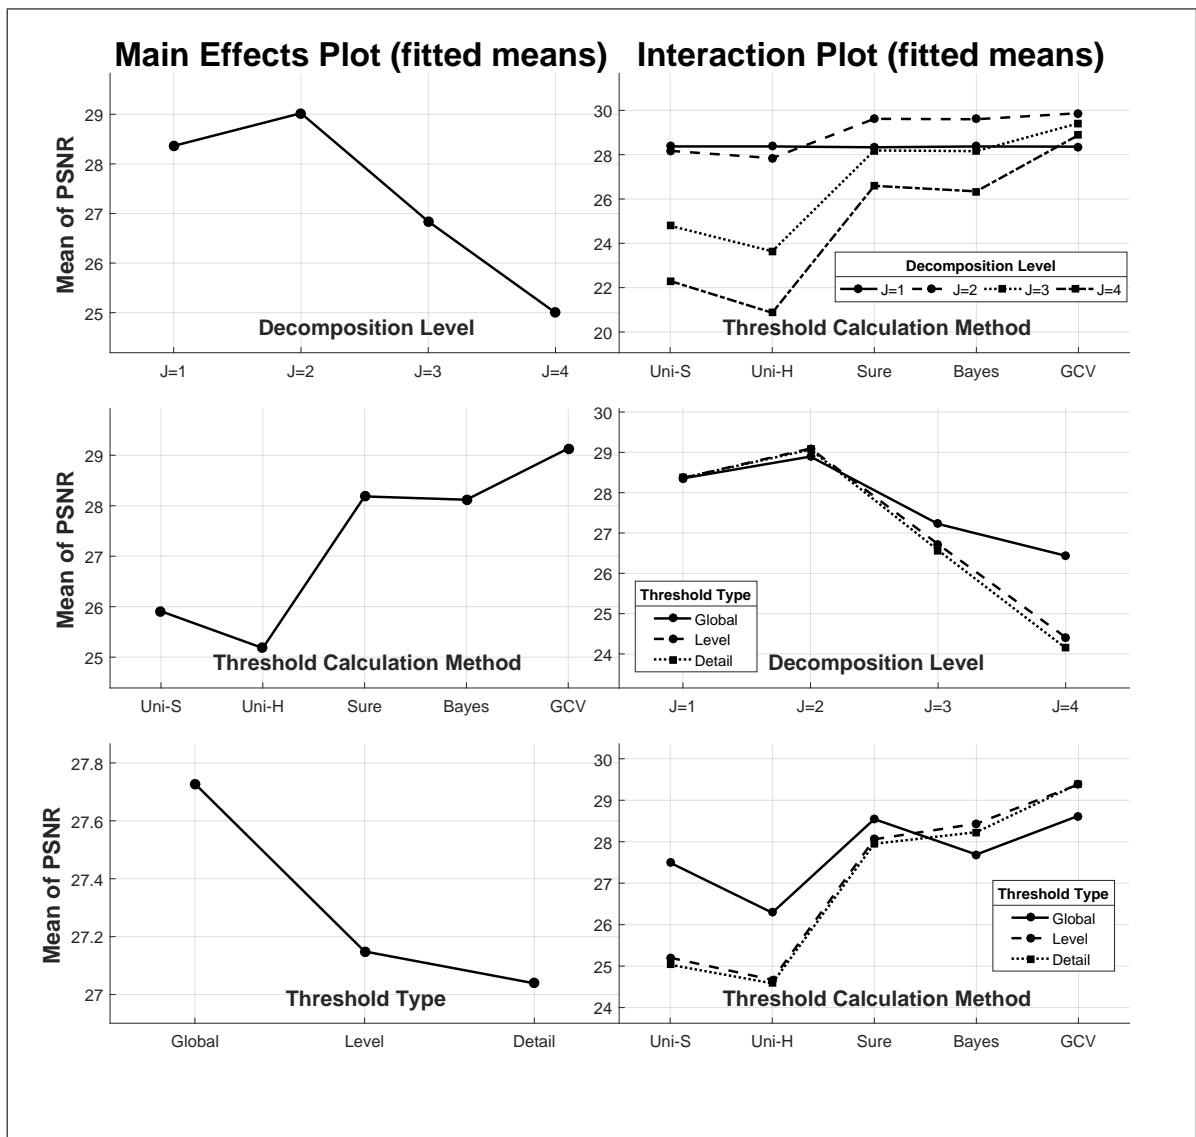 Main Effects Plot (fitted means)
Mean of PSNR
29
28
27
26
25
Decomposition Level
J=1 J=2 J=3 J=4
Interaction Plot (fitted means)
30
28
26
24
22
20
Decomposition Level
J=1 J=2 J=3 J=4
Threshold Calculation Method
Uni-S Uni-H Sure Bayes GCV
Mean of PSNR
29
28
27
26
25
Threshold Calculation Method
Uni-S Uni-H Sure Bayes GCV
30
29
28
27
26
25
24
Threshold Type
Global
Level
Detail
Decomposition Level
J=1 J=2 J=3 J=4
Mean of PSNR
27.8
27.6
27.4
27.2
27
Threshold Type
Global Level Detail
30
29
28
27
26
25
24
Threshold Type
Global
Level
Detail
Threshold Calculation Method
Uni-S Uni-H Sure Bayes GCV